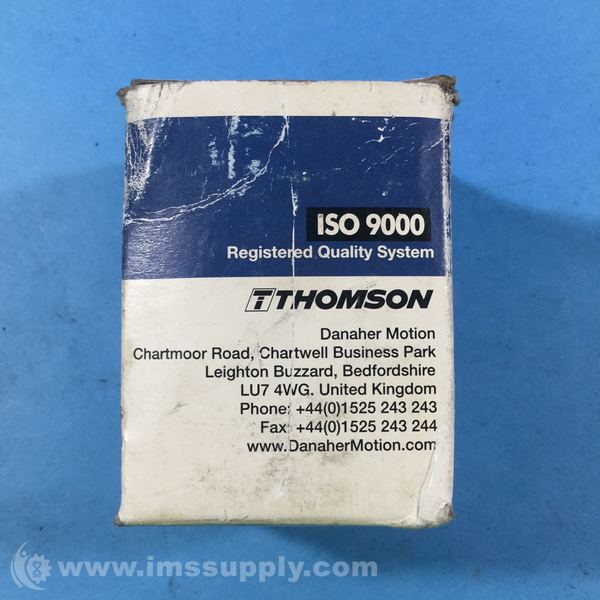 ISO 9000
Registered Quality System
THOMSON
Danaher Motion
Chartmoor Road, Chartwell Business Park
Leighton Buzzard, Bedfordshire
LU7 4WG. United Kingdom
Phone: +44(0)1525 243 243
Fax: +44(0)1525 243 244
www.DanaherMotion.com
www.imssupply.com